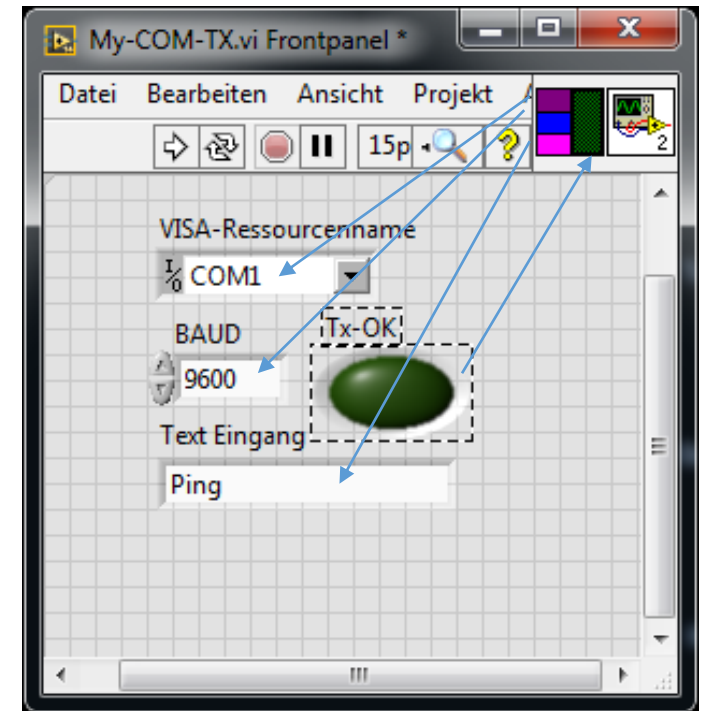 My-COM-TX.vi Frontpanel *
Datei Bearbeiten Ansicht Projekt
15p
2
VISA-Ressourcenname
I/O COM1
BAUD
Tx-OK
9600
Text Eingang
Ping